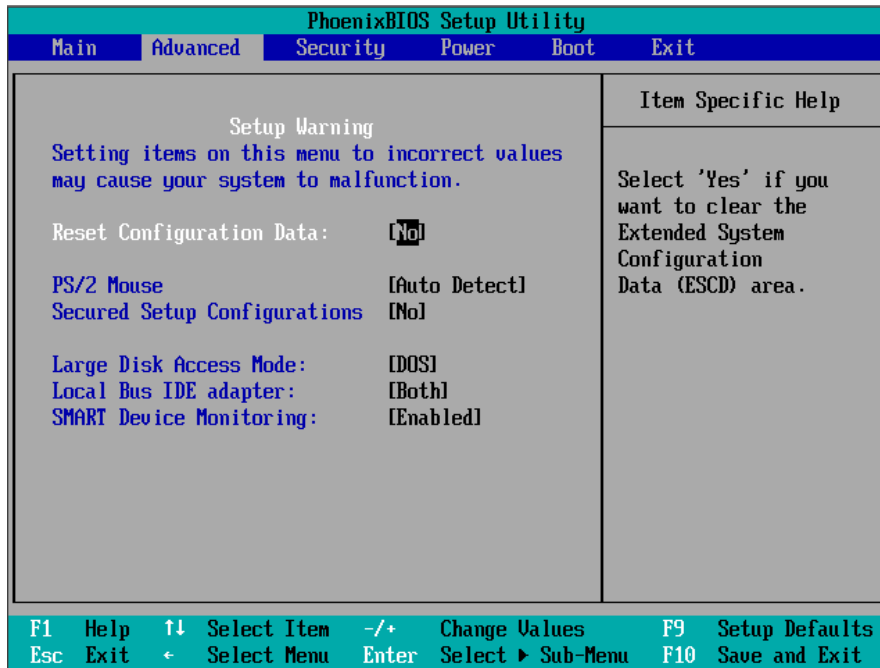 PhoenixBIOS Setup Utility
Main Advanced Security Power Boot Exit
Setup Warning
Setting items on this menu to incorrect values
may cause your system to malfunction.
Reset Configuration Data: [No]
PS/2 Mouse [Auto Detect]
Secured Setup Configurations [No]
Large Disk Access Mode: [DOS]
Local Bus IDE adapter: [Both]
SMART Device Monitoring: [Enabled]
Item Specific Help
Select 'Yes' if you
want to clear the
Extended System
Configuration
Data (ESCD) area.
F1 Help ↑↓ Select Item -/+ Change Values F9 Setup Defaults
Esc Exit ← Select Menu Enter Select ▶ Sub-Menu F10 Save and Exit